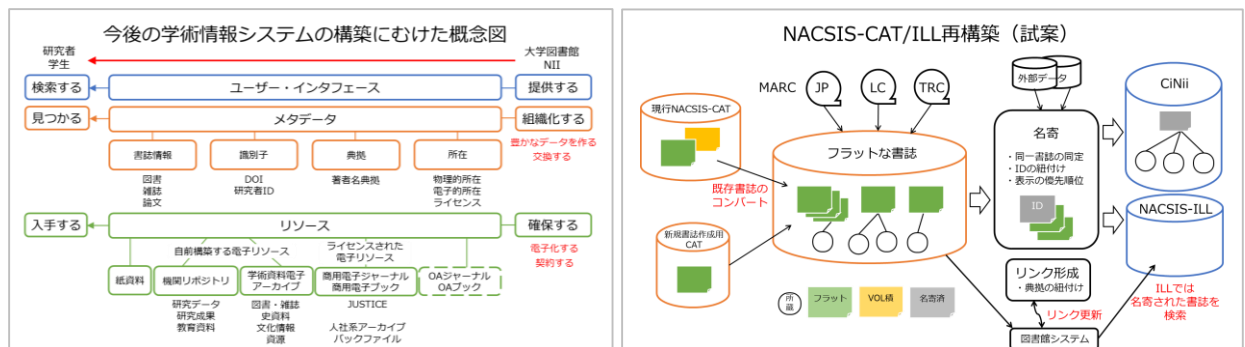 今後の学術情報システムの構築にむけた概念図
研究者
学生
大学図書館
NII
検索する
ユーザー・インタフェース
提供する
見つかる
メタデータ
組織化する
豊かなデータを作る
交換する
書誌情報
識別子
典拠
所在
図書
雑誌
論文
DOI
研究者ID
著者名典拠
物理的所在
電子的所在
ライセンス
入手する
リソース
確保する
電子化する
契約する
自前構築する電子リソース
ライセンスされた
電子リソース
紙資料
機関リポジトリ
学術資料電子
アーカイブ
商用電子ジャーナル
商用電子ブック
OAジャーナル
OAブック
研究データ
研究成果
教育資料
図書・雑誌
史資料
文化情報
資源
JUSTICE
人社系アーカイブ
バックファイル
NACSIS-CAT/ILL再構築（試案）
MARC
JP
LC
TRC
外部データ
CiNii
現行NACSIS-CAT
フラットな書誌
名寄
・同一書誌の同定
・IDの紐付け
・表示の優先順位
ID
既存書誌の
コンバート
新規書誌作成用
CAT
NACSIS-ILL
リンク形成
・典拠の紐付け
ILLでは
名寄された書誌を
検索
所蔵
フラット
VOL積
名寄済
リンク更新
図書館システム